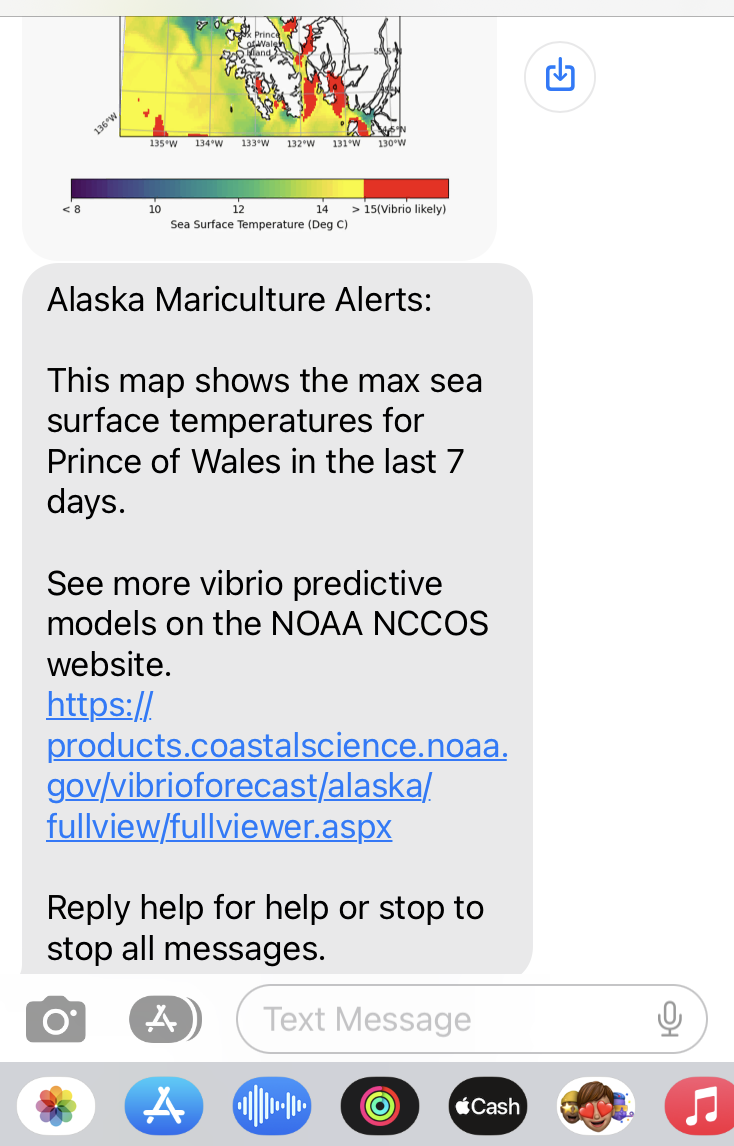 x Prince
of Wales
Island
55.5°N
54.5°N
136°W
135°W 134°W 133°W 132°W 131°W 130°W
< 8 10 12 14 > 15(Vibrio likely)
Sea Surface Temperature (Deg C)
Alaska Mariculture Alerts:
This map shows the max sea
surface temperatures for
Prince of Wales in the last 7
days.
See more vibrio predictive
models on the NOAA NCCOS
website.
https://
products.coastalscience.noaa.
gov/vibrioforecast/alaska/
fullview/fullviewer.aspx
Reply help for help or stop to
stop all messages.
Text Message
Cash